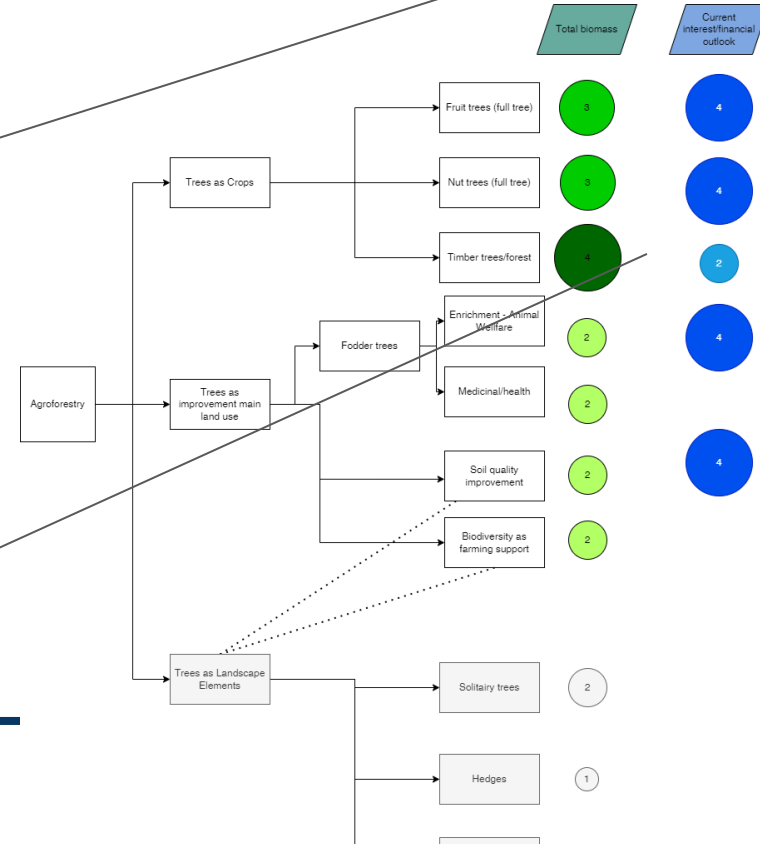 Total biomass
Current
interest/financial
outlook
Fruit trees (full tree)
3
4
Nut trees (full tree)
3
4
Trees as Crops
Timber trees/forest
4
2
Enrichment - Animal
Wellfare
2
4
Fodder trees
Medicinal/health
2
Agroforestry
Trees as
improvement main
land use
Soil quality
improvement
2
4
Biodiversity as
farming support
2
Trees as Landscape
Elements
Solitairy trees
2
Hedges
1